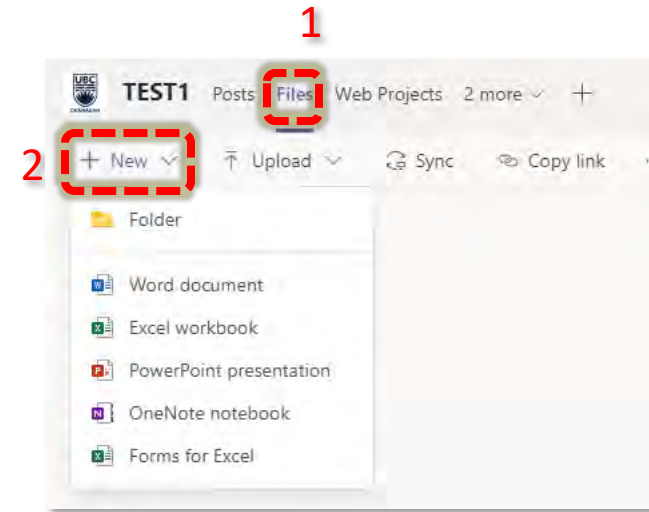 1
UBC
TEST1 Posts Files Web Projects 2 more +
2
+ New Upload Sync Copy link
Folder
Word document
Excel workbook
PowerPoint presentation
OneNote notebook
Forms for Excel